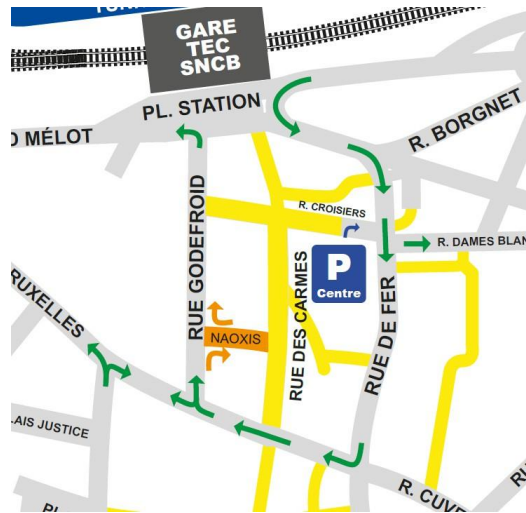 GARE
TEC
SNCB
PL. STATION
D MÉLOT
R. BORGNET
R. CROISIERS
R. DAMES BLAN
RUE GODEFROID
P
Centre
RUE DES CARMES
RUE DE FER
RUXELLES
NAOXIS
LAIS JUSTICE
R. CUVE